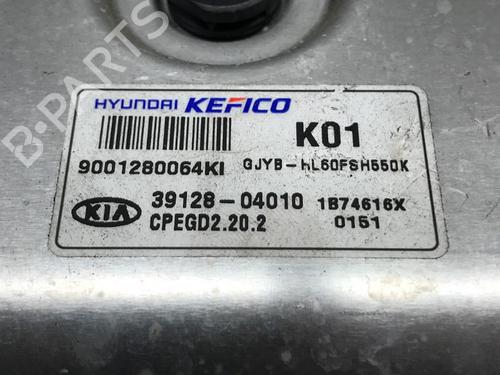 HYUNDAI KEFICO
K01
9001280064KI
GJYB-HL60FSH550K
KIA
39128-04010
1B74616X
CPEGD2.20.2
0151
B-PARTS